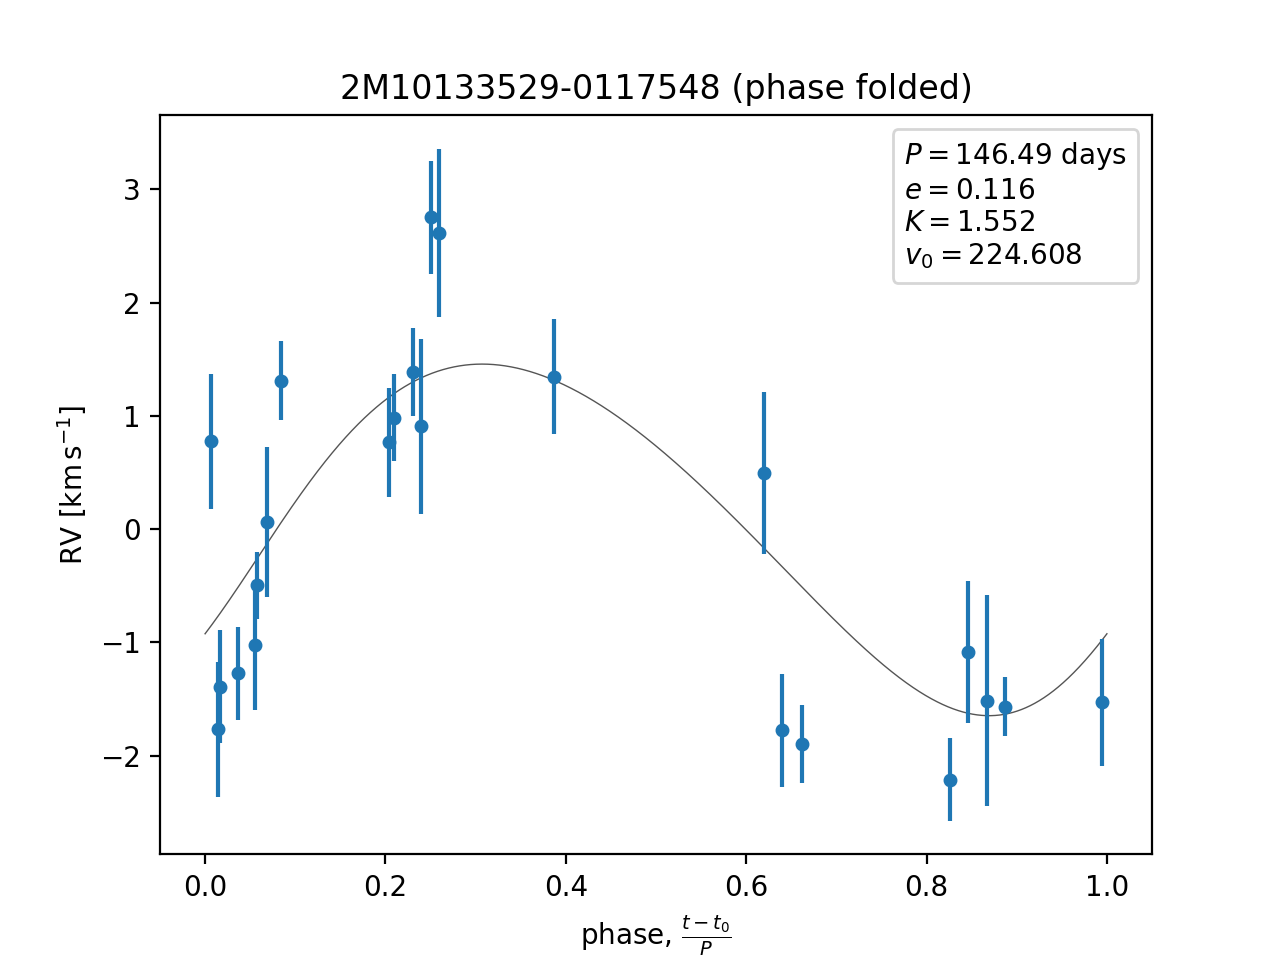 2M10133529-0117548 (phase folded)
P = 146.49 days
e = 0.116
K = 1.552
v₀ = 224.608
RV [km s⁻¹]
3
2
1
0
−1
−2
0.0 0.2 0.4 0.6 0.8 1.0
phase, (t − t₀)/P